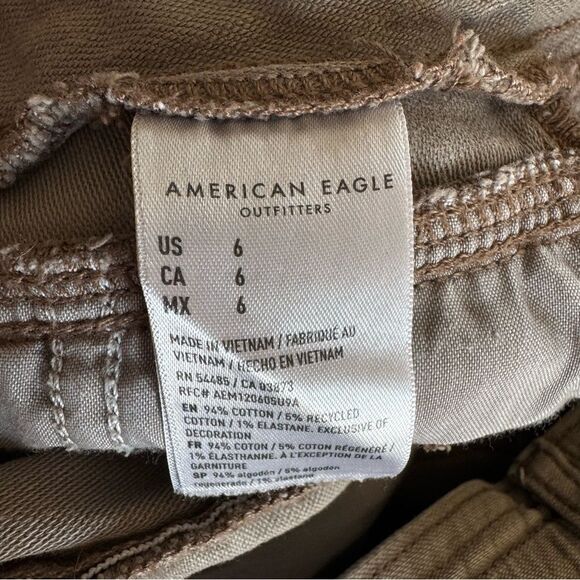 AMERICAN EAGLE
OUTFITTERS
US 6
CA 6
MX 6
MADE IN VIETNAM / FABRIQUÉ AU
VIETNAM / HECHO EN VIETNAM
RN 54485 / CA 03873
RFC# AEM120605U9A
EN 94% COTTON / 5% RECYCLED
COTTON / 1% ELASTANE. EXCLUSIVE OF
DECORATION
FR 94% COTTON / 5% COTON RÉGÉNÉRÉ /
1% ÉLASTHANNE. À L'EXCEPTION DE LA
GARNITURE
SP 94% algodón / 5% algodón
regenerado / 1% elastano